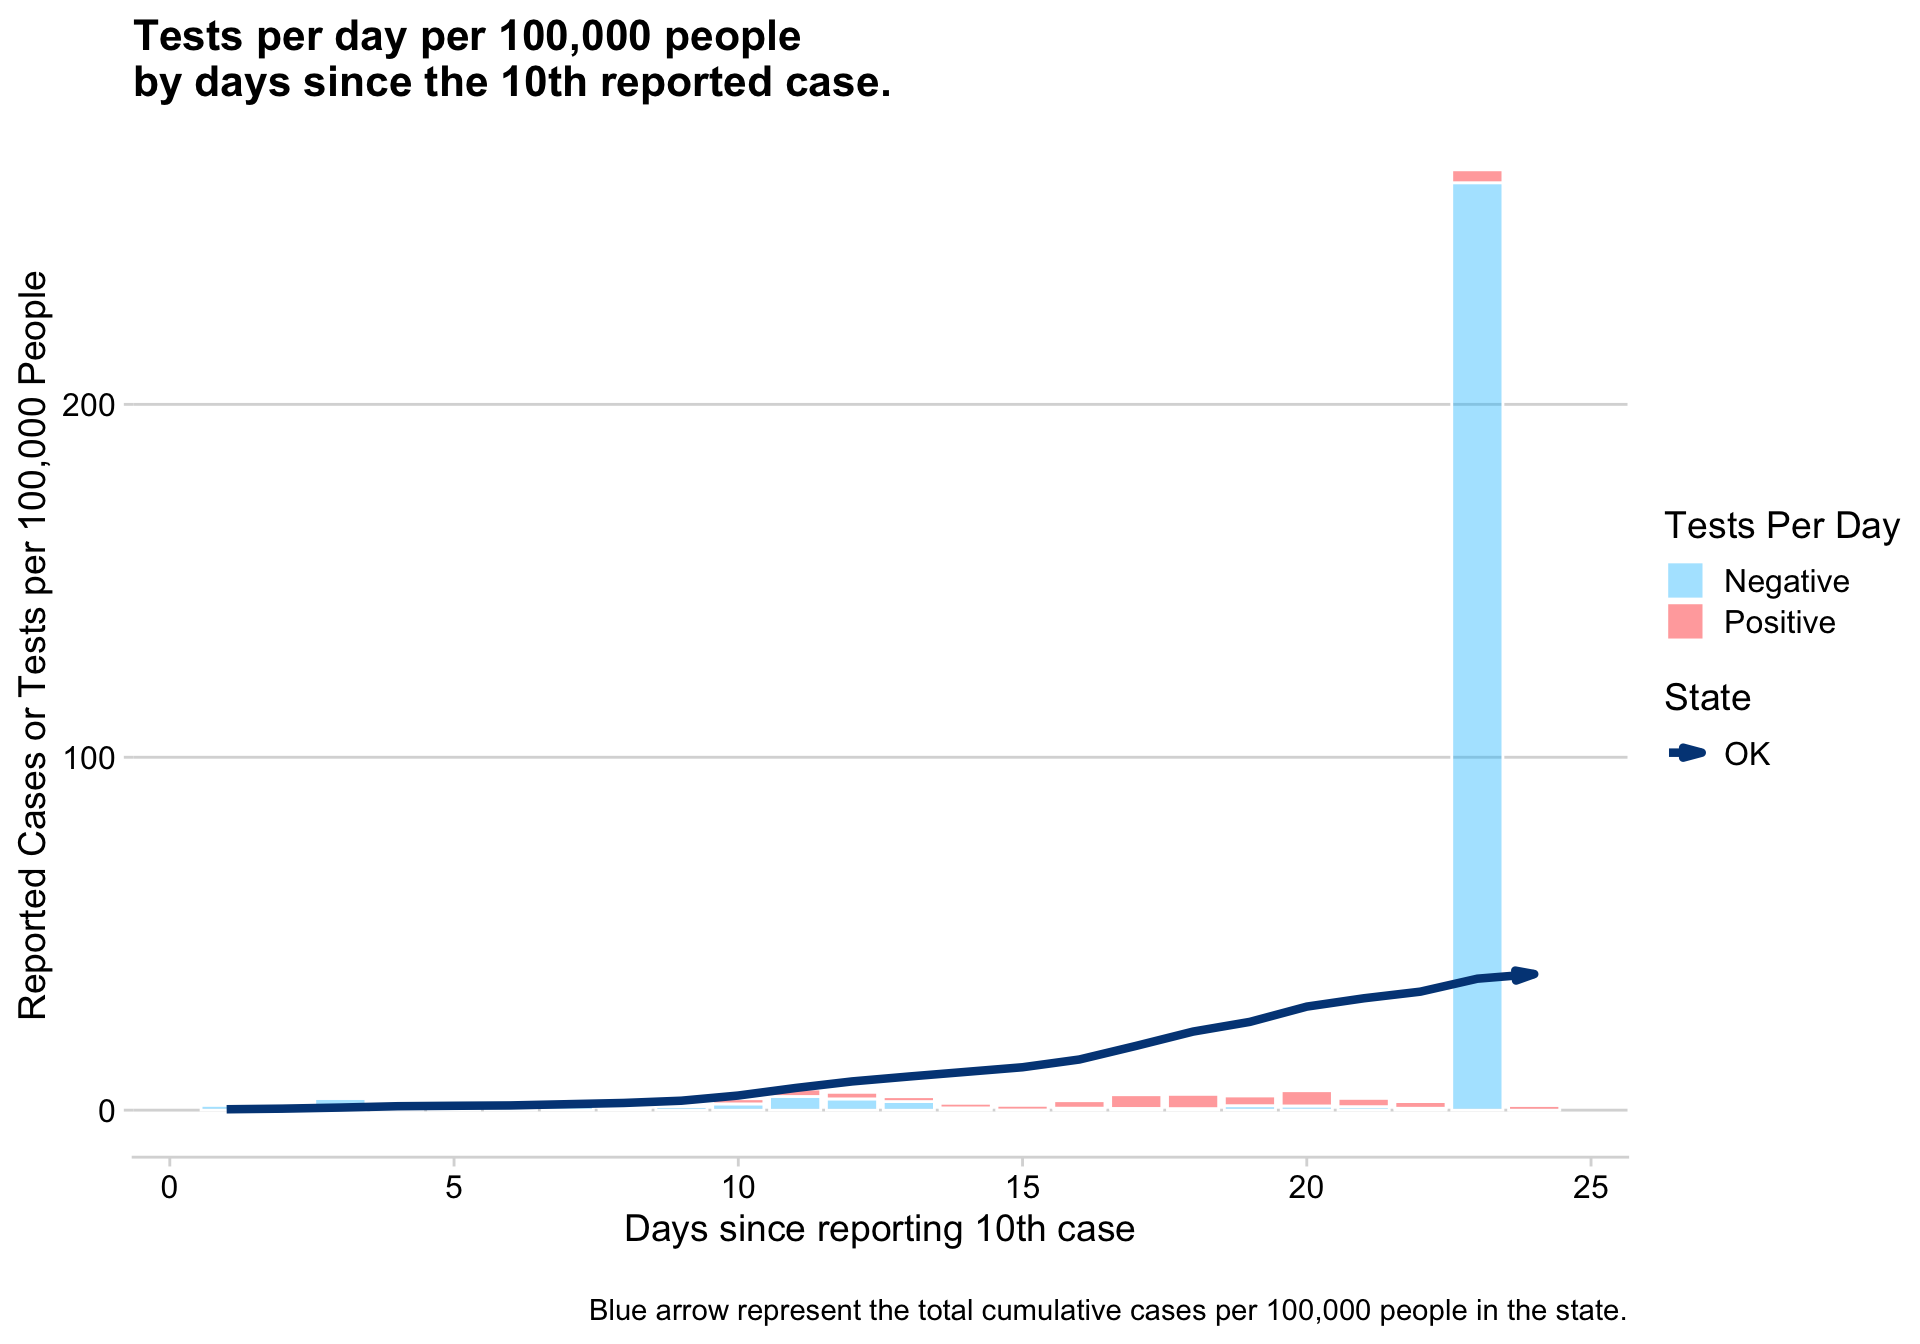 Tests per day per 100,000 people
by days since the 10th reported case.
Reported Cases or Tests per 100,000 People
200
100
0
0 5 10 15 20 25
Days since reporting 10th case
Tests Per Day
Negative
Positive
State
OK
Blue arrow represent the total cumulative cases per 100,000 people in the state.